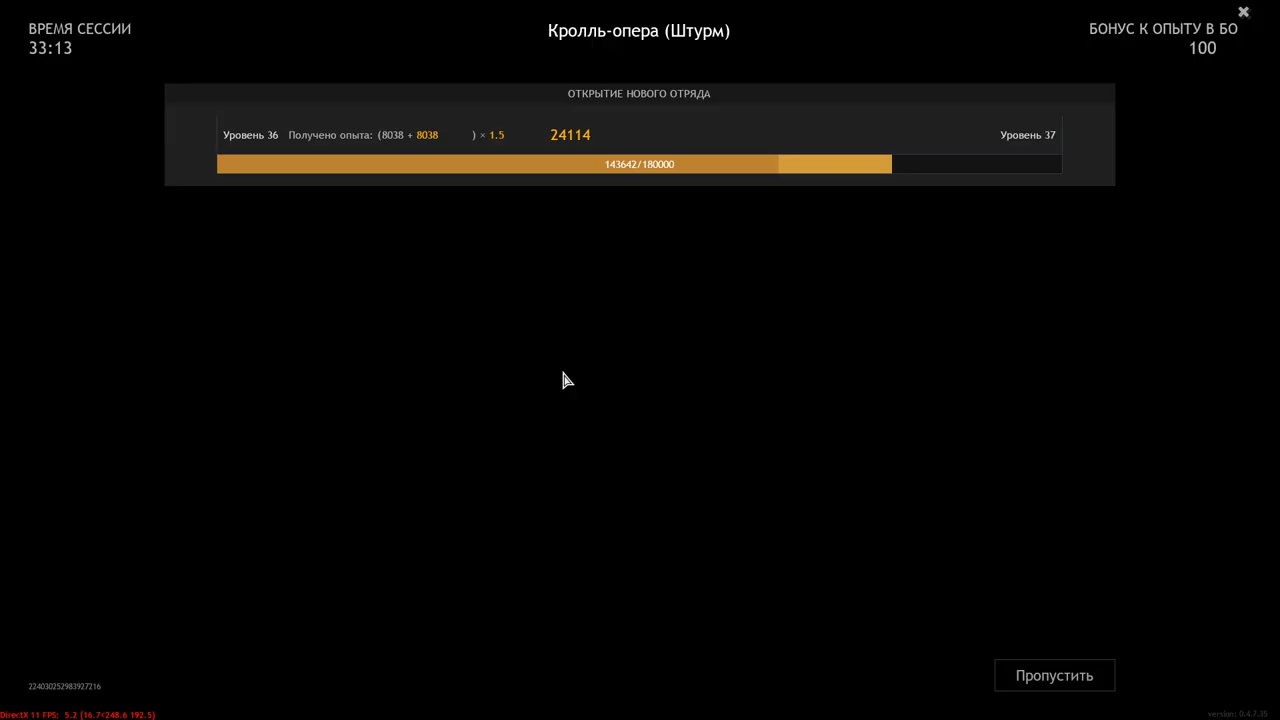 ВРЕМЯ СЕССИИ
33:13
Кролль-опера (Штурм)
БОНУС К ОПЫТУ В БО
100
ОТКРЫТИЕ НОВОГО ОТРЯДА
Уровень 36 Получено опыта: (8038 + 8038 ) × 1.5 24114 Уровень 37
143642/180000
Пропустить
224030252983927216
DirectX 11 FPS: 5.2 (16.7<248.6 192.5)
version: 0.4.7.35